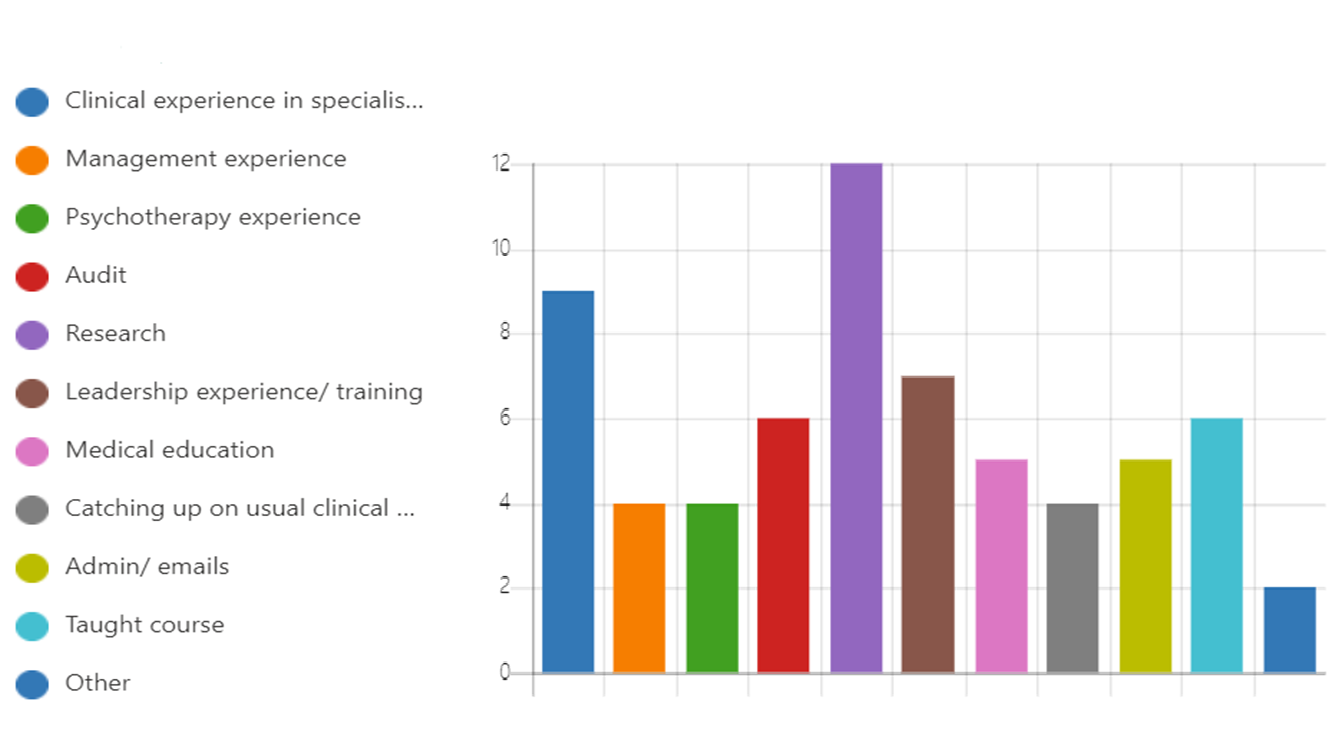 Clinical experience in specialis...
Management experience
Psychotherapy experience
Audit
Research
Leadership experience/ training
Medical education
Catching up on usual clinical ...
Admin/ emails
Taught course
Other
12
10
8
6
4
2
0